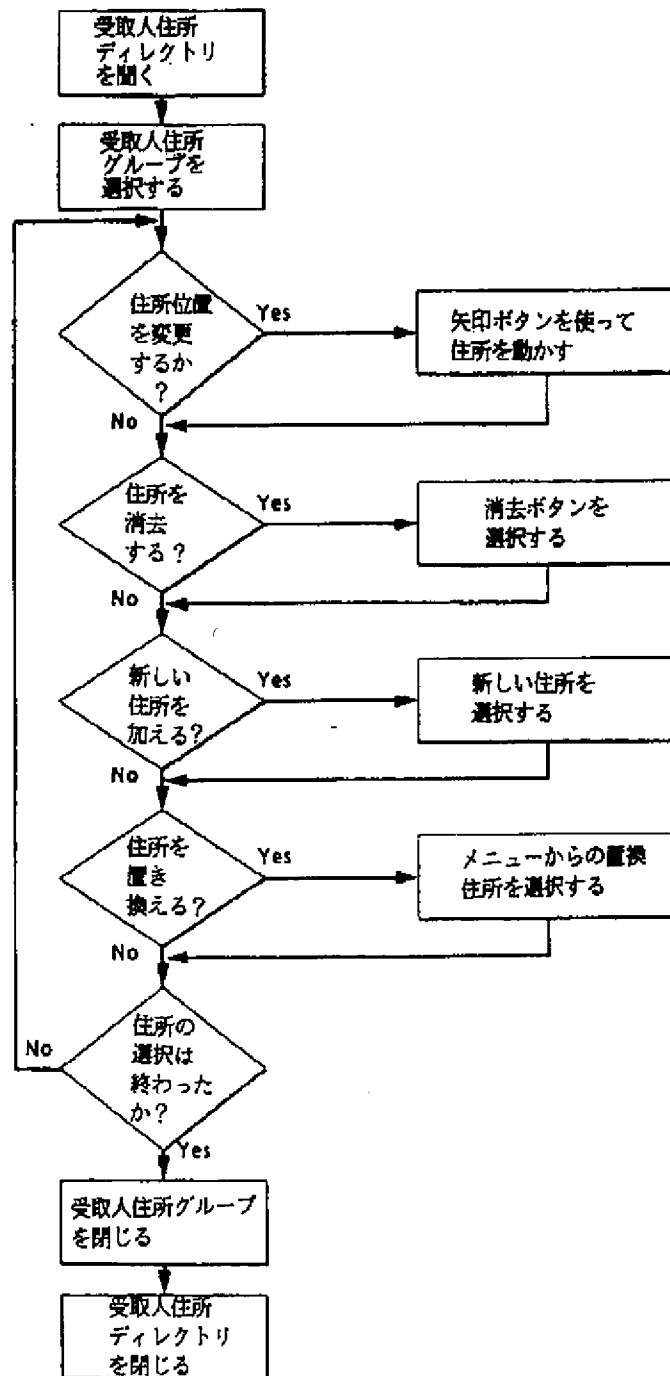 受取人住所
ディレクトリ
を開く
受取人住所
グループを
選択する
住所位置
を変更
するか
?
Yes
矢印ボタンを使って
住所を動かす
No
住所を
消去
する?
Yes
消去ボタンを
選択する
No
新しい
住所を
加える?
Yes
新しい住所を
選択する
No
住所を
置き
換える?
Yes
メニューからの置換
住所を選択する
No
住所の
選択は
終わった
か?
No
Yes
受取人住所グループ
を閉じる
受取人住所
ディレクトリ
を閉じる